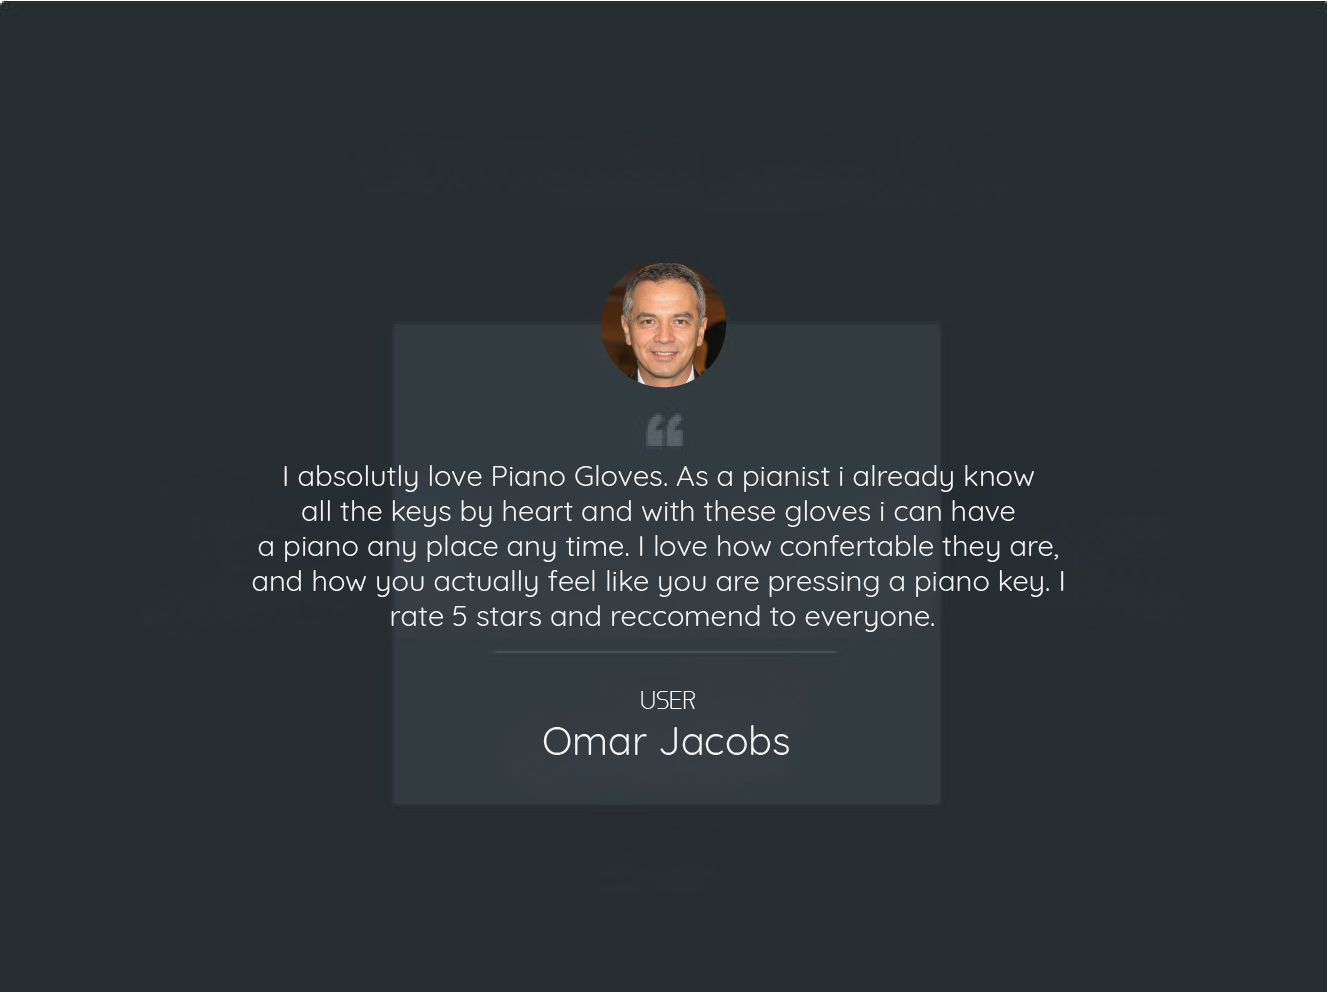 “
I absolutly love Piano Gloves. As a pianist i already know
all the keys by heart and with these gloves i can have
a piano any place any time. I love how confertable they are,
and how you actually feel like you are pressing a piano key. I
rate 5 stars and reccomend to everyone.
USER
Omar Jacobs